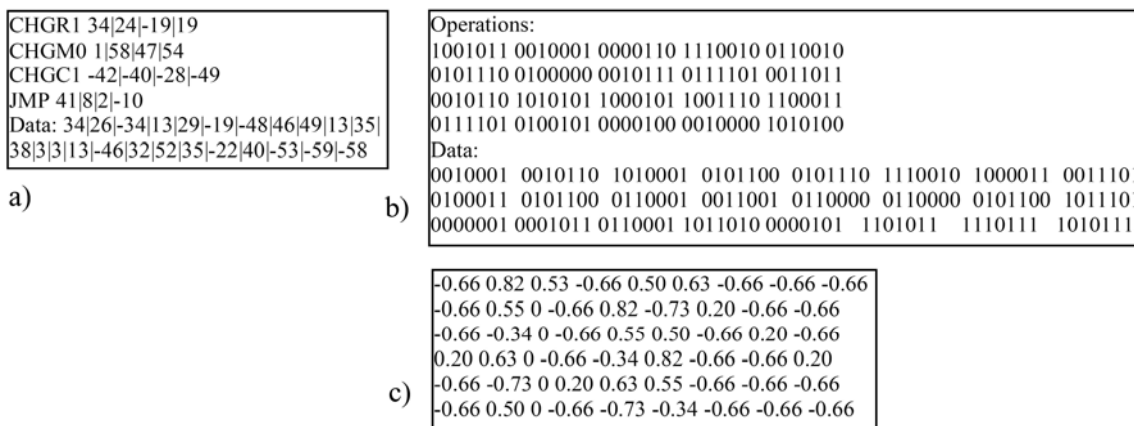 CHGR1 34|24|-19|19
CHGM0 1|58|47|54
CHGC1 -42|-40|-28|-49
JMP 41|8|2|-10
Data: 34|26|-34|13|29|-19|-48|46|49|13|35|
38|3|3|13|-46|32|52|35|-22|40|-53|-59|-58
a)
Operations:
1001011 0010001 0000110 1110010 0110010
0101110 0100000 0010111 0111101 0011011
0010110 1010101 1000101 1001110 1100011
0111101 0100101 0000100 0010000 1010100
Data:
0010001 0010110 1010001 0101100 0101110 1110010 1000011 0011101
0100011 0101100 0110001 0011001 0110000 0110000 0101100 1011101
0000001 0001011 0110001 1011010 0000101 1101011 1110111 1010111
b)
-0.66 0.82 0.53 -0.66 0.50 0.63 -0.66 -0.66 -0.66
-0.66 0.55 0 -0.66 0.82 -0.73 0.20 -0.66 -0.66
-0.66 -0.34 0 -0.66 0.55 0.50 -0.66 0.20 -0.66
0.20 0.63 0 -0.66 -0.34 0.82 -0.66 -0.66 0.20
-0.66 -0.73 0 0.20 0.63 0.55 -0.66 -0.66 -0.66
-0.66 0.50 0 -0.66 -0.73 -0.34 -0.66 -0.66 -0.66
c)